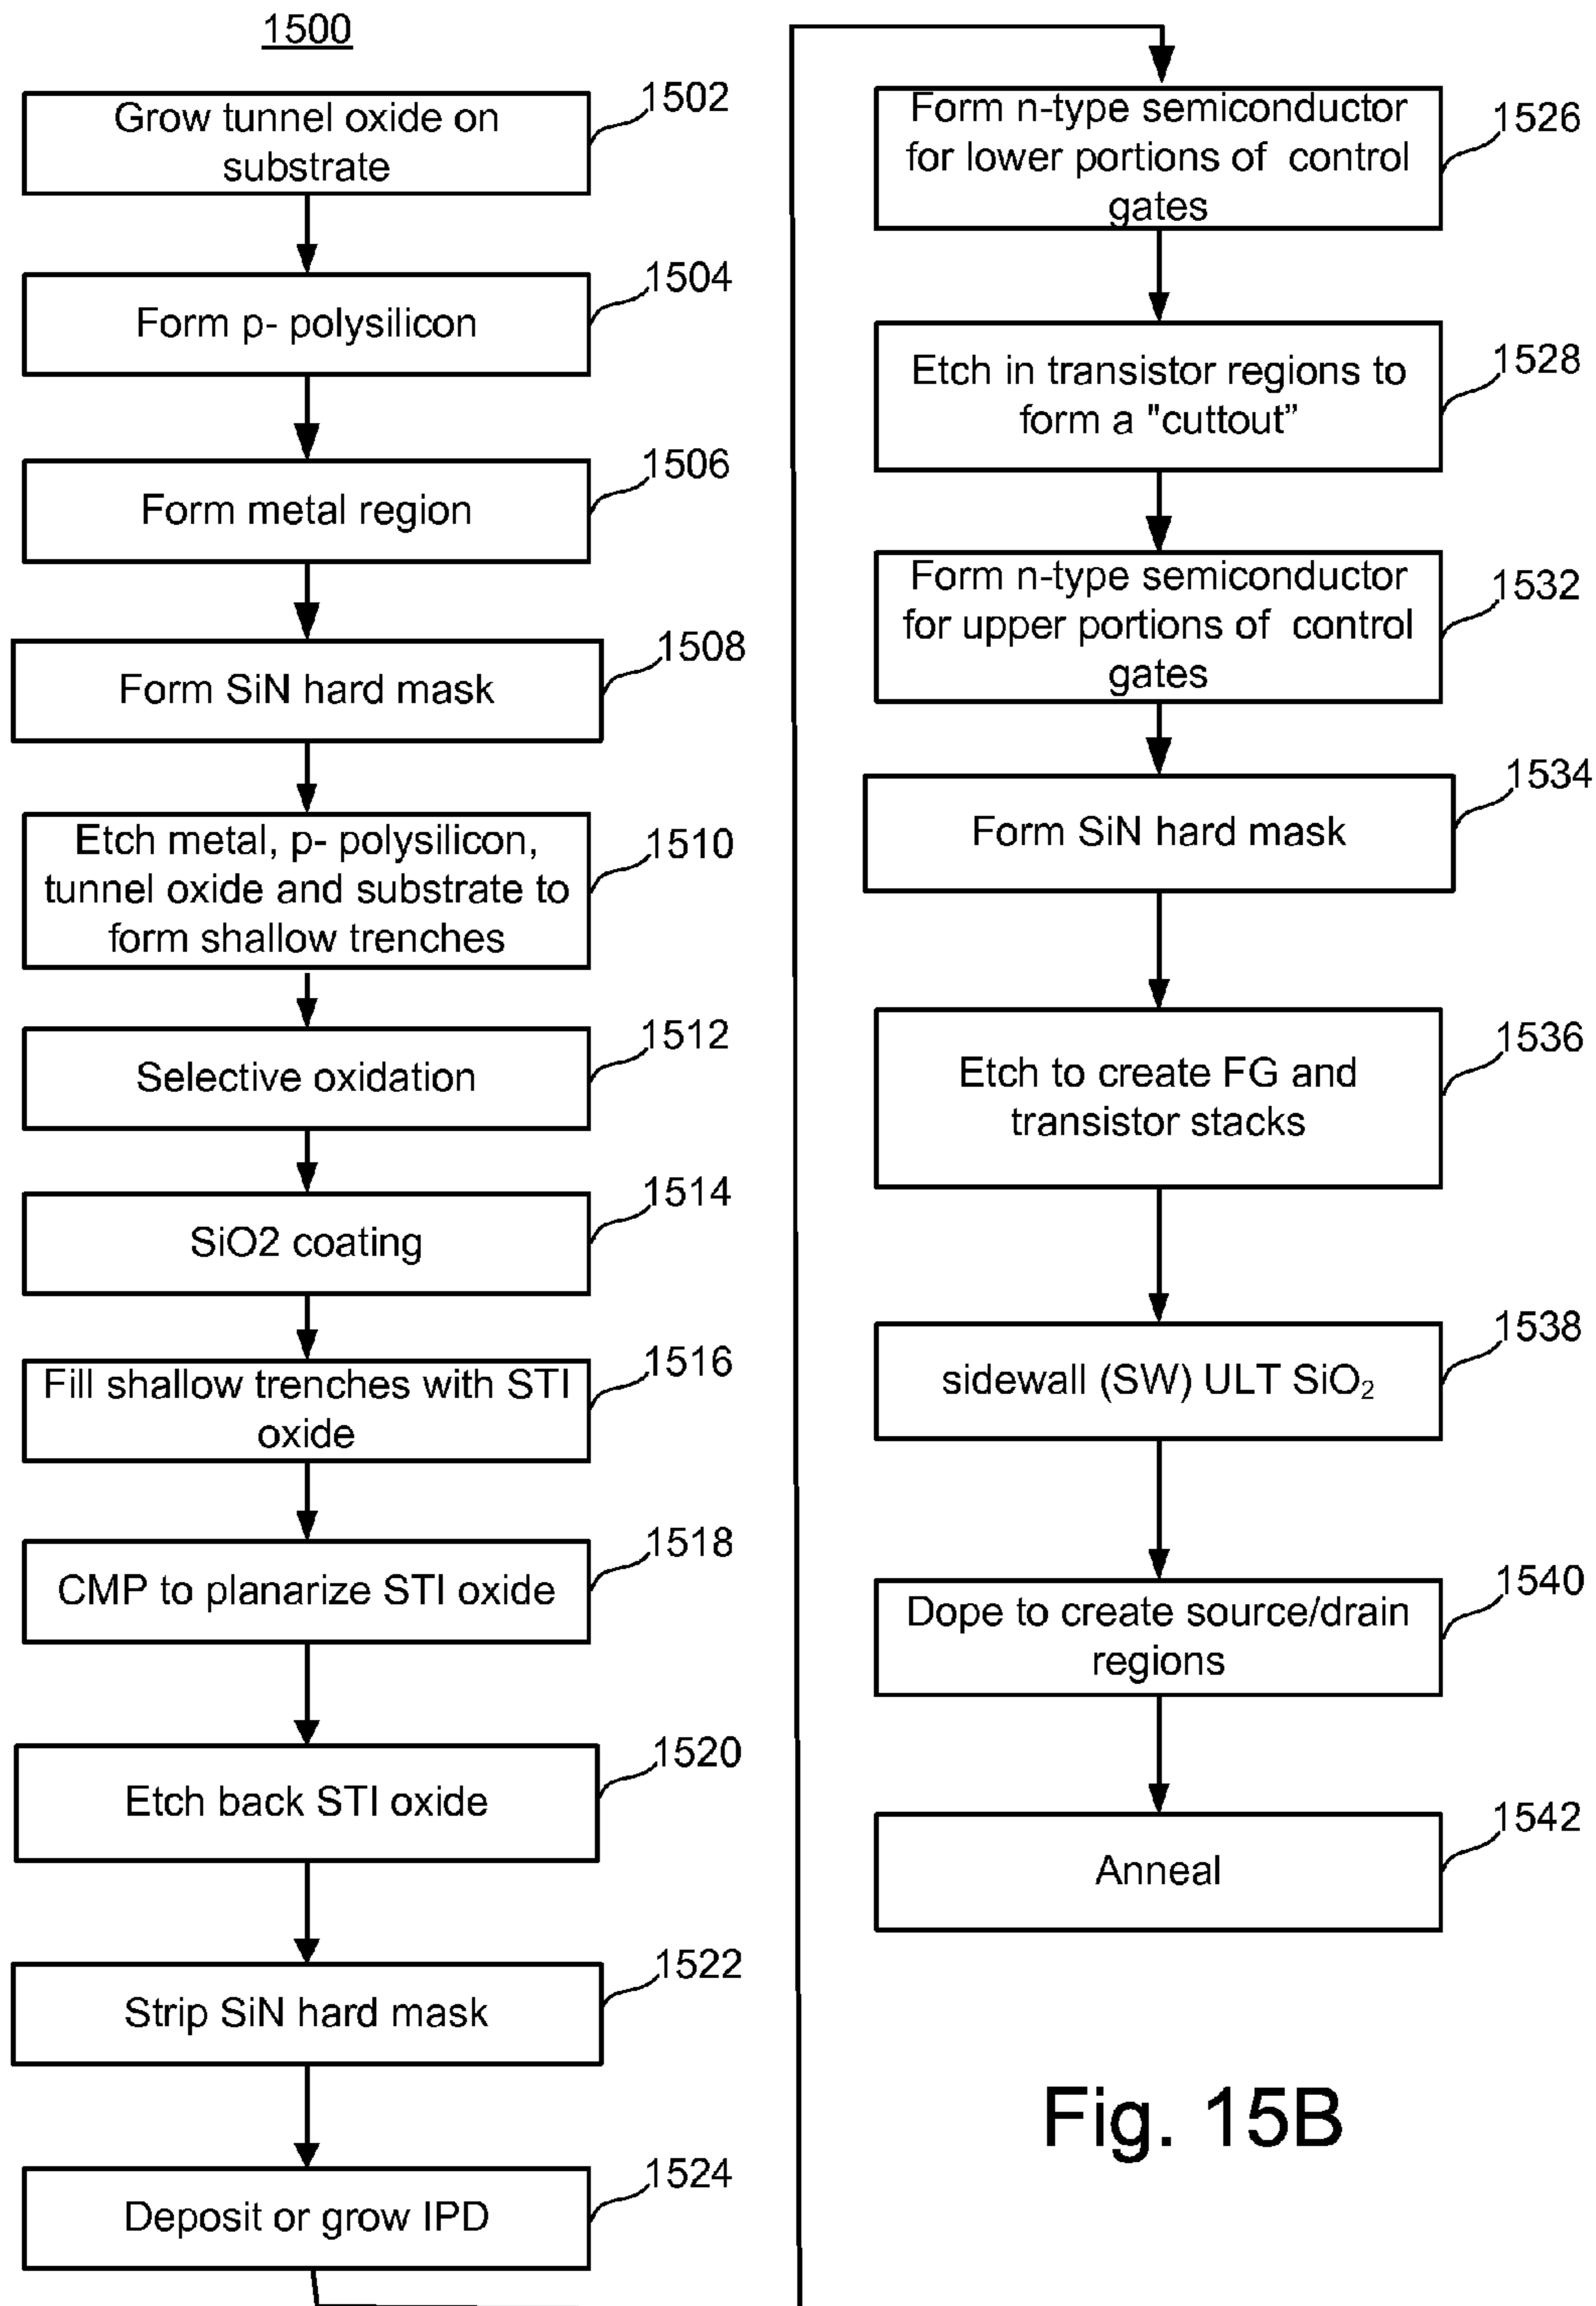 1500
Grow tunnel oxide on
substrate
1502
Form p- polysilicon
1504
Form metal region
1506
Form SiN hard mask
1508
Etch metal, p- polysilicon,
tunnel oxide and substrate to
form shallow trenches
1510
Selective oxidation
1512
SiO2 coating
1514
Fill shallow trenches with STI
oxide
1516
CMP to planarize STI oxide
1518
Etch back STI oxide
1520
Strip SiN hard mask
1522
Deposit or grow IPD
1524
Form n-type semiconductor
for lower portions of control
gates
1526
Etch in transistor regions to
form a "cuttout”
1528
Form n-type semiconductor
for upper portions of control
gates
1532
Form SiN hard mask
1534
Etch to create FG and
transistor stacks
1536
sidewall (SW) ULT SiO₂
1538
Dope to create source/drain
regions
1540
Anneal
1542
Fig. 15B